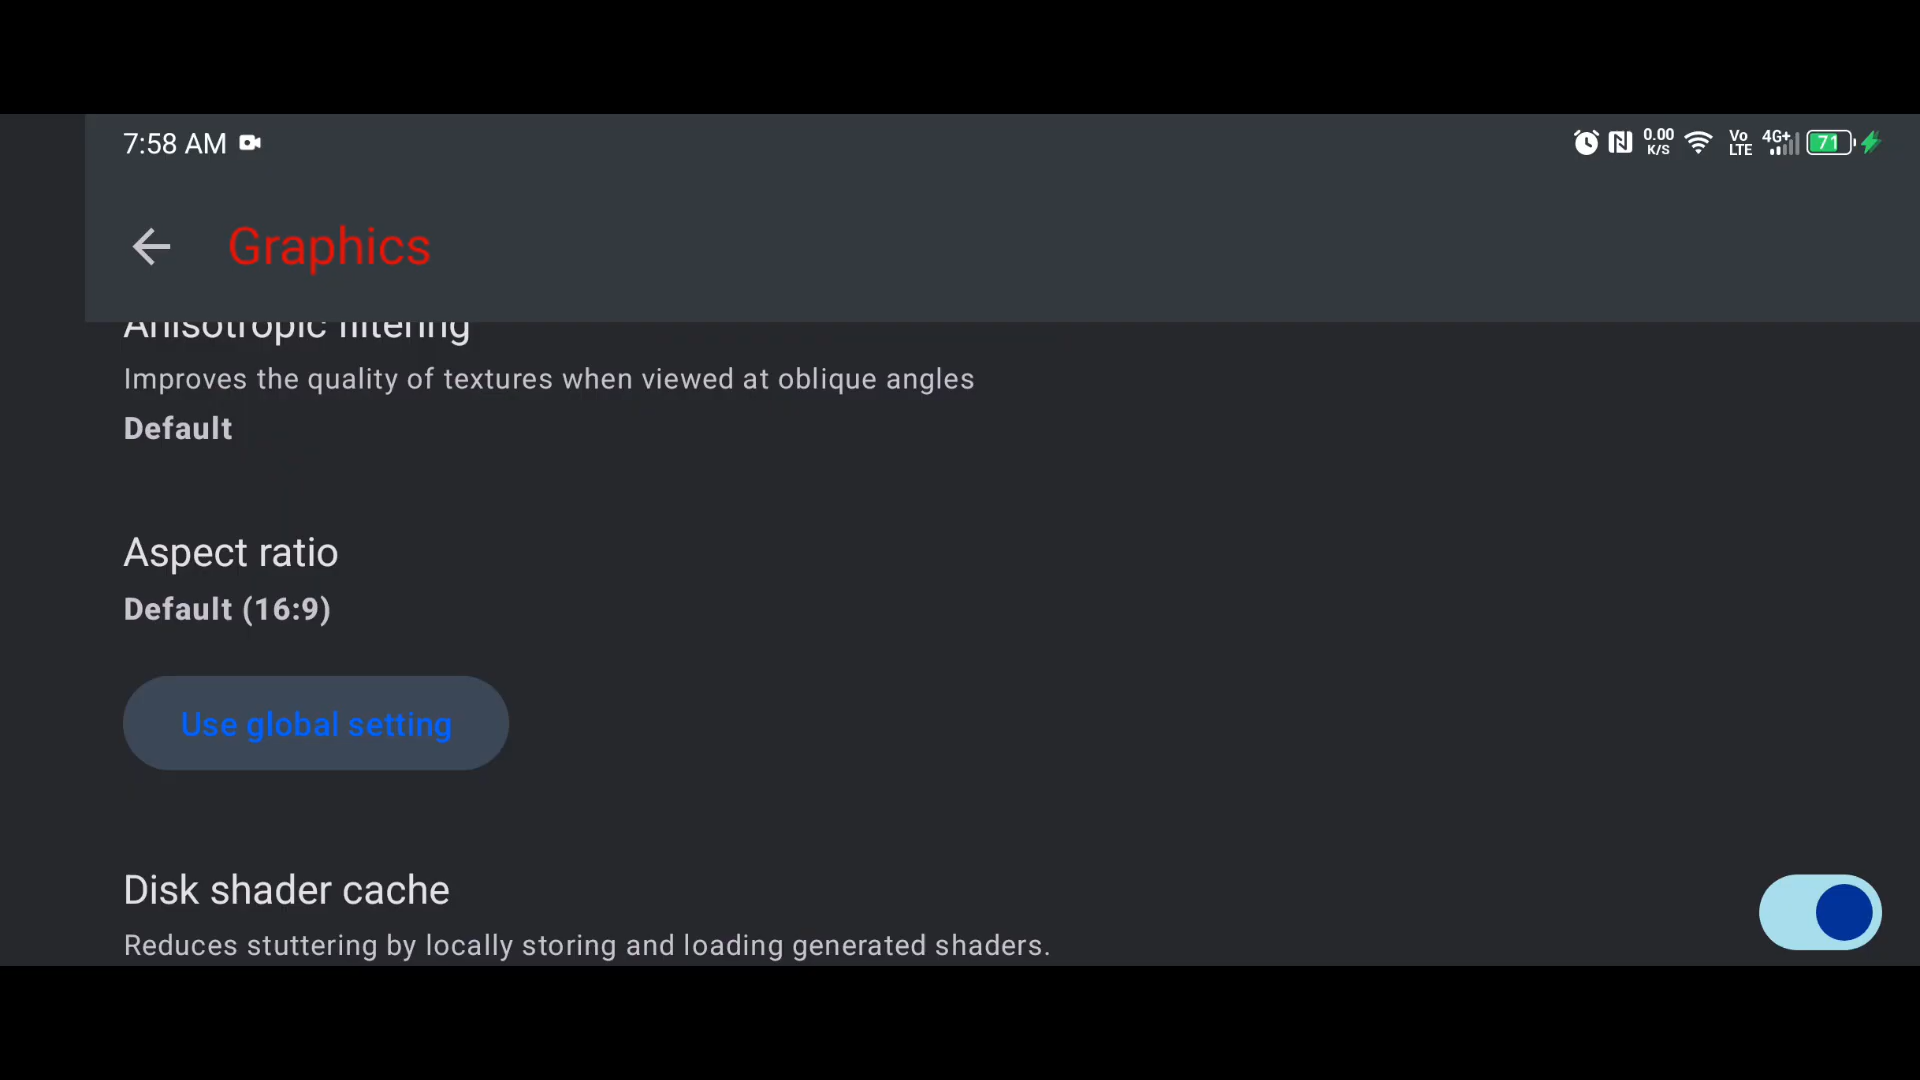 7:58 AM
0.00 K/S
Vo LTE
4G+
71
Graphics
Anisotropic filtering
Improves the quality of textures when viewed at oblique angles
Default
Aspect ratio
Default (16:9)
Use global setting
Disk shader cache
Reduces stuttering by locally storing and loading generated shaders.